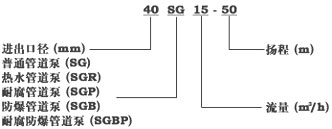 40 SG 15 - 50
进出口径 (mm)
扬程 (m)
普通管道泵 (SG)
热水管道泵 (SGR)
耐腐管道泵 (SGP)
防爆管道泵 (SGB)
流量 (m³/h)
耐腐防爆管道泵 (SGBP)